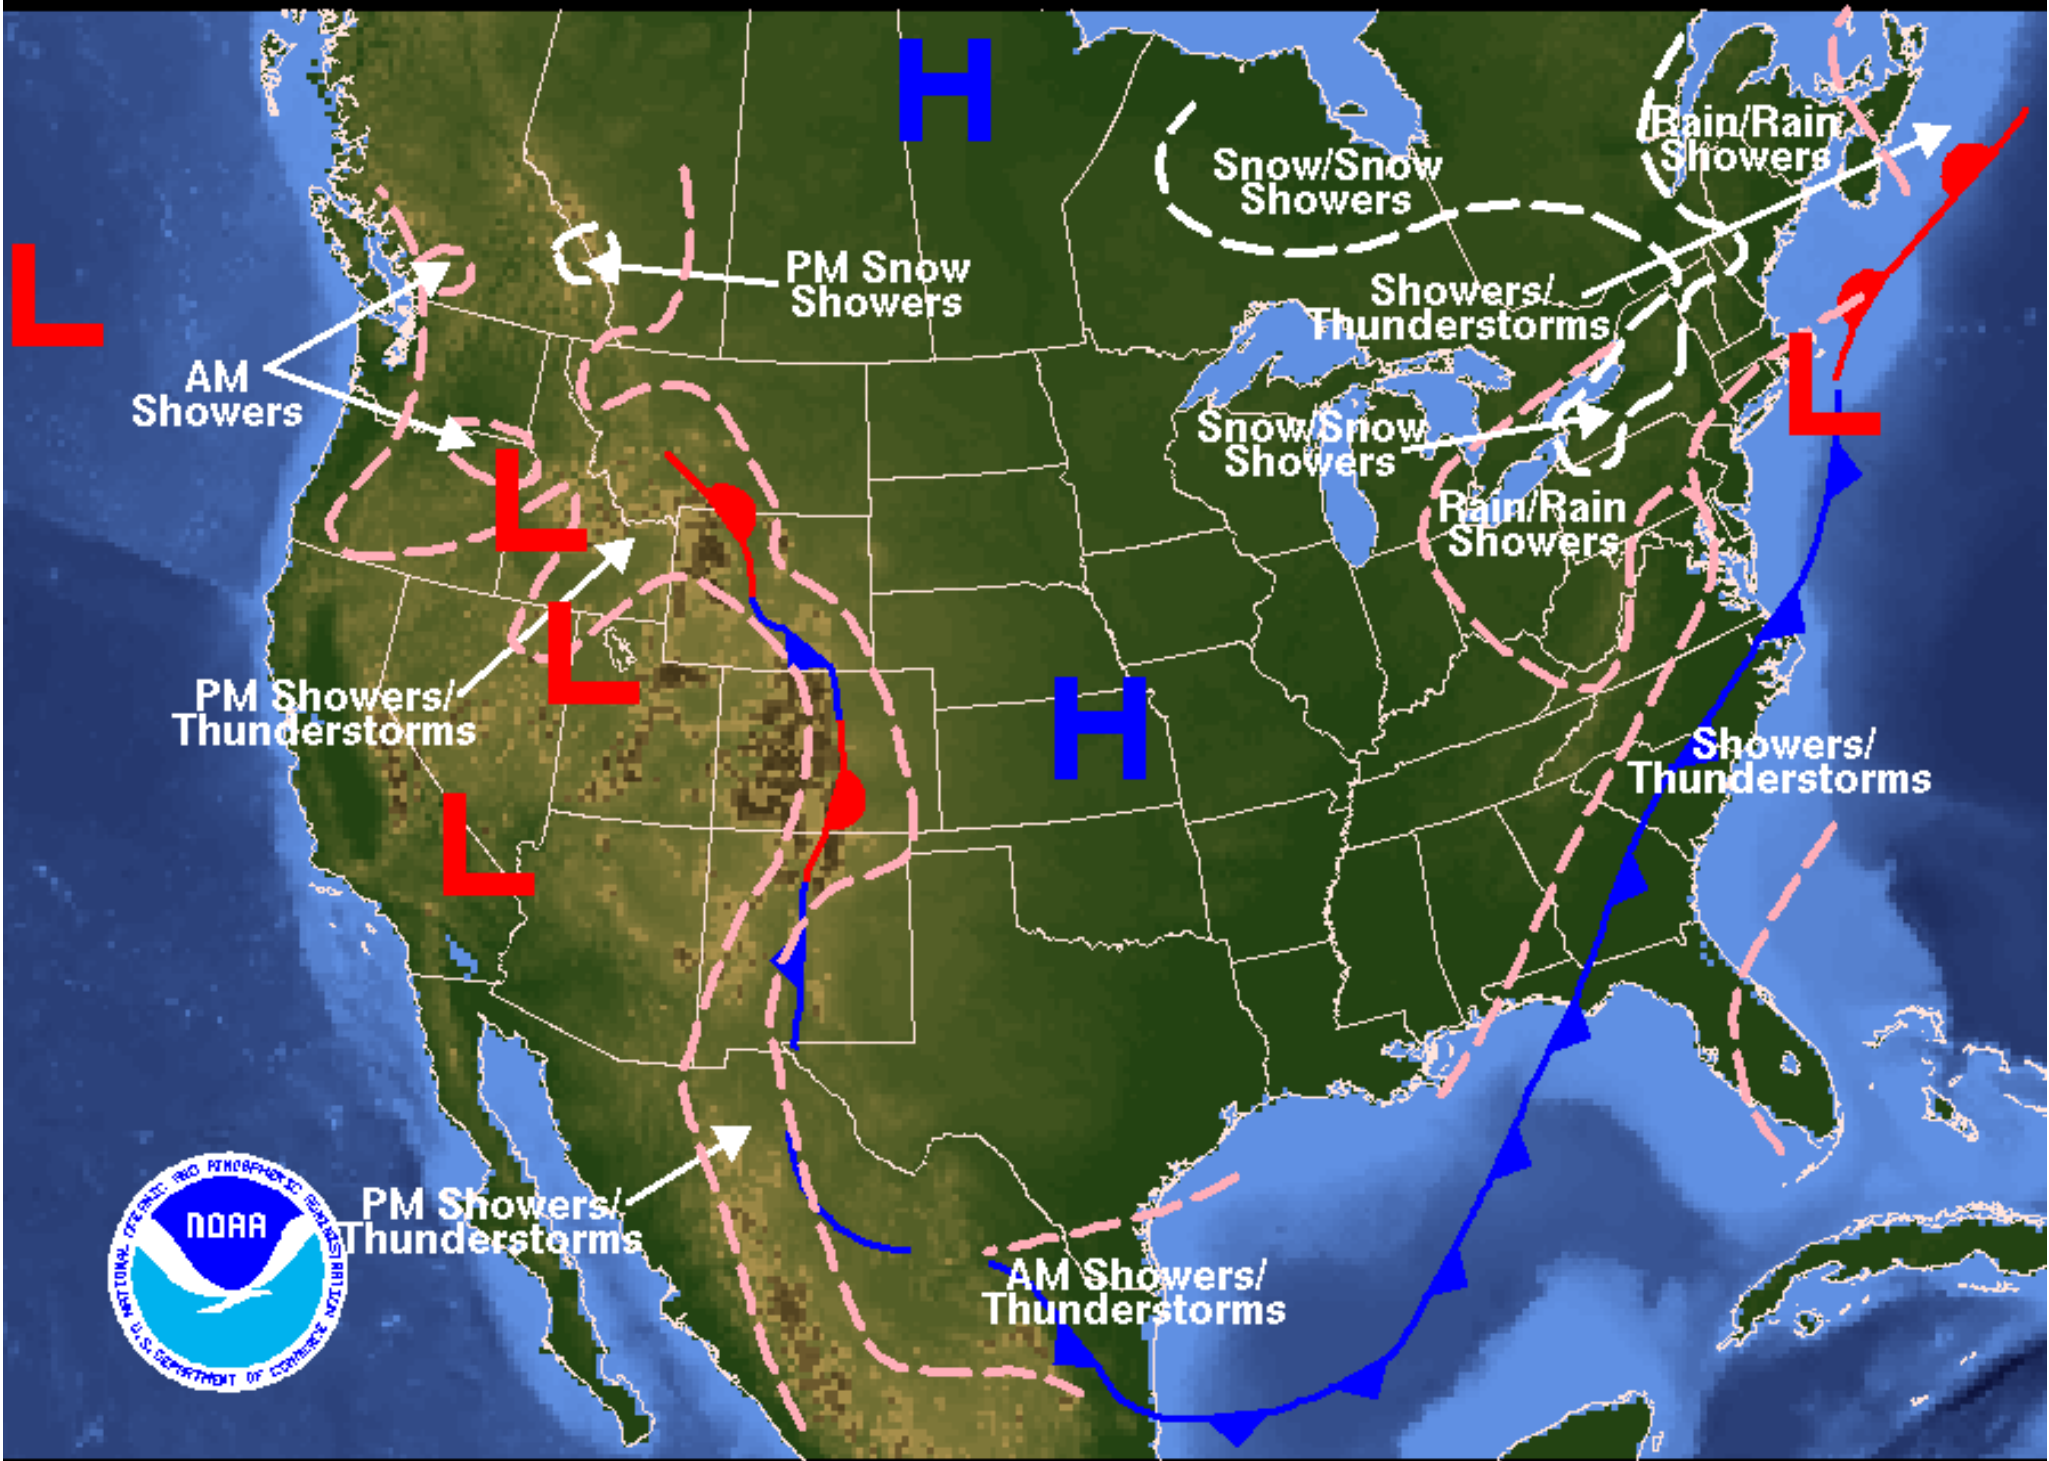 H
Rain/Rain
Showers
Snow/Snow
Showers
L
PM Snow
Showers
Showers/
Thunderstorms
AM
Showers
L
Snow/Snow
Showers
L
Rain/Rain
Showers
L
PM Showers/
Thunderstorms
H
Showers/
Thunderstorms
L
NATIONAL OCEANIC AND ATMOSPHERIC ADMINISTRATION
NOAA
U.S. DEPARTMENT OF COMMERCE
PM Showers/
Thunderstorms
AM Showers/
Thunderstorms